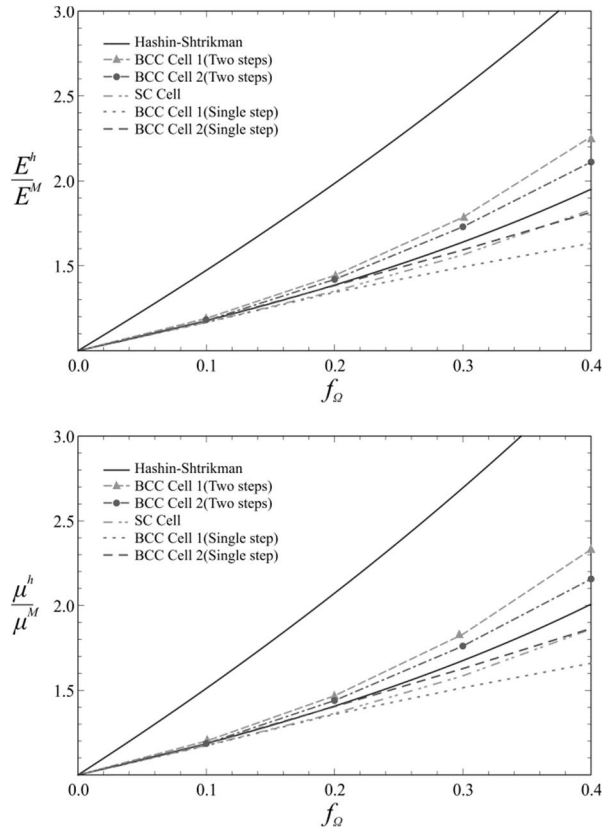 3.0
Hashin-Shtrikman
BCC Cell 1(Two steps)
BCC Cell 2(Two steps)
SC Cell
BCC Cell 1(Single step)
BCC Cell 2(Single step)
2.5
E^h
E^M
2.0
1.5
0.0 0.1 0.2 0.3 0.4
f_Ω
3.0
Hashin-Shtrikman
BCC Cell 1(Two steps)
BCC Cell 2(Two steps)
SC Cell
BCC Cell 1(Single step)
BCC Cell 2(Single step)
2.5
μ^h
μ^M
2.0
1.5
0.0 0.1 0.2 0.3 0.4
f_Ω